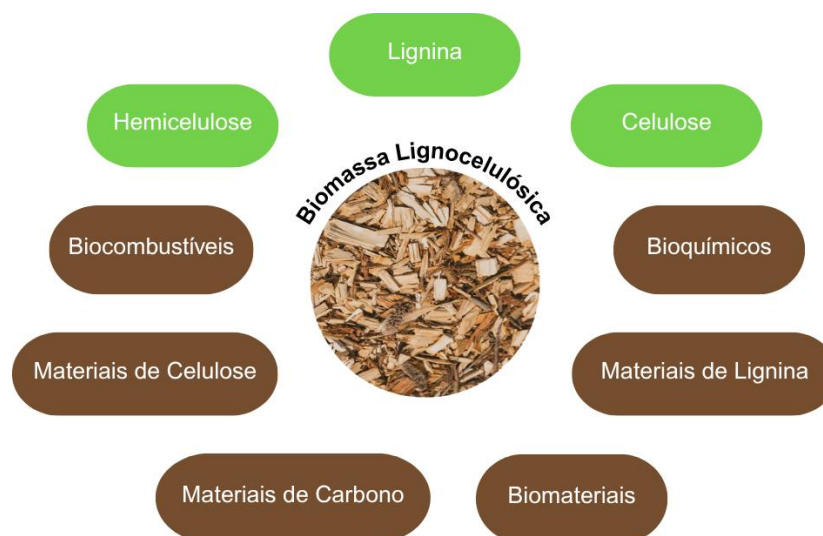 Lignina
Hemicelulose
Celulose
Biomassa Lignocelulósica
Biocombustíveis
Bioquímicos
Materiais de Celulose
Materiais de Lignina
Materiais de Carbono
Biomateriais